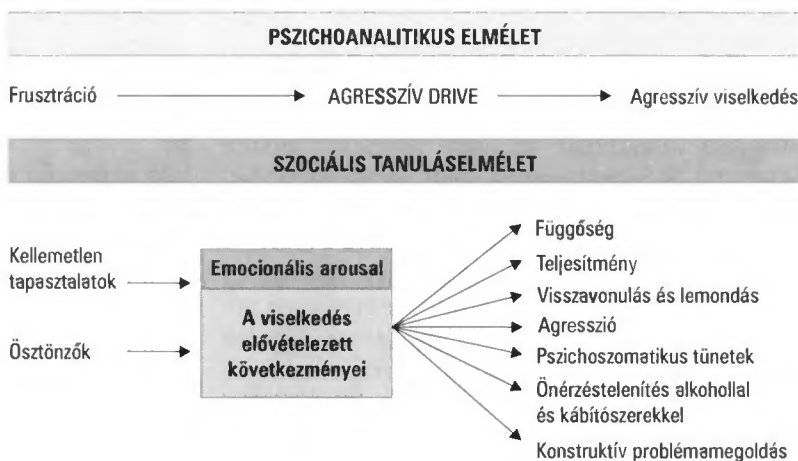 PSZICHOANALITIKUS ELMÉLET
Frusztráció AGRESSZÍV DRIVE Agresszív viselkedés
SZOCIÁLIS TANULÁSELMÉLET
Kellemetlen
tapasztalatok
Ösztönzők
Emocionális arousal
A viselkedés
elővételezett
következményei
Függőség
Teljesítmény
Visszavonulás és lemondás
Agresszió
Pszichoszomatikus tünetek
Önérzéstelenítés alkohollal
és kábítószerekkel
Konstruktív problémamegoldás